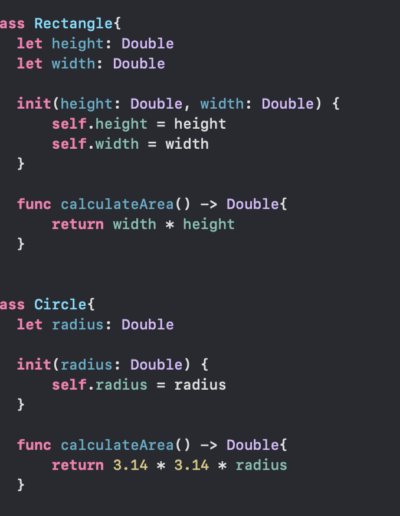 ass Rectangle{
let height: Double
let width: Double
init(height: Double, width: Double) {
self.height = height
self.width = width
}
func calculateArea() -> Double{
return width * height
}
ass Circle{
let radius: Double
init(radius: Double) {
self.radius = radius
}
func calculateArea() -> Double{
return 3.14 * 3.14 * radius
}